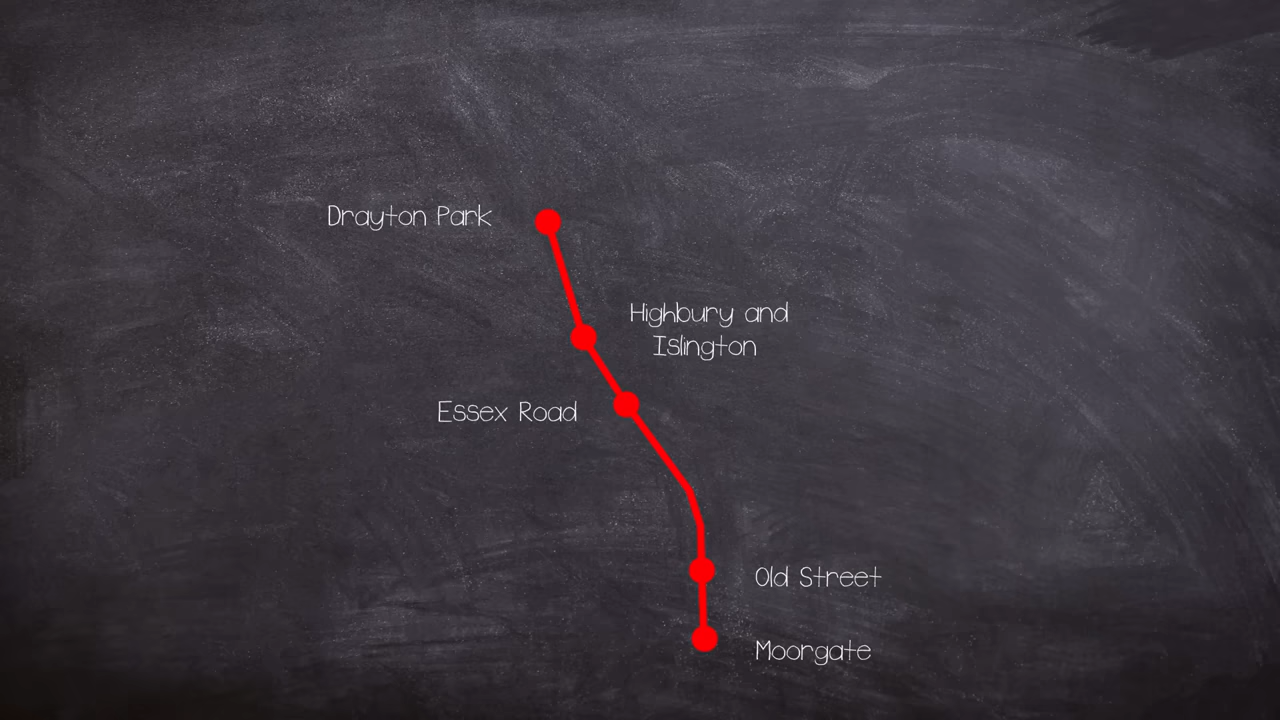 Drayton Park
Highbury and
Islington
Essex Road
Old Street
Moorgate